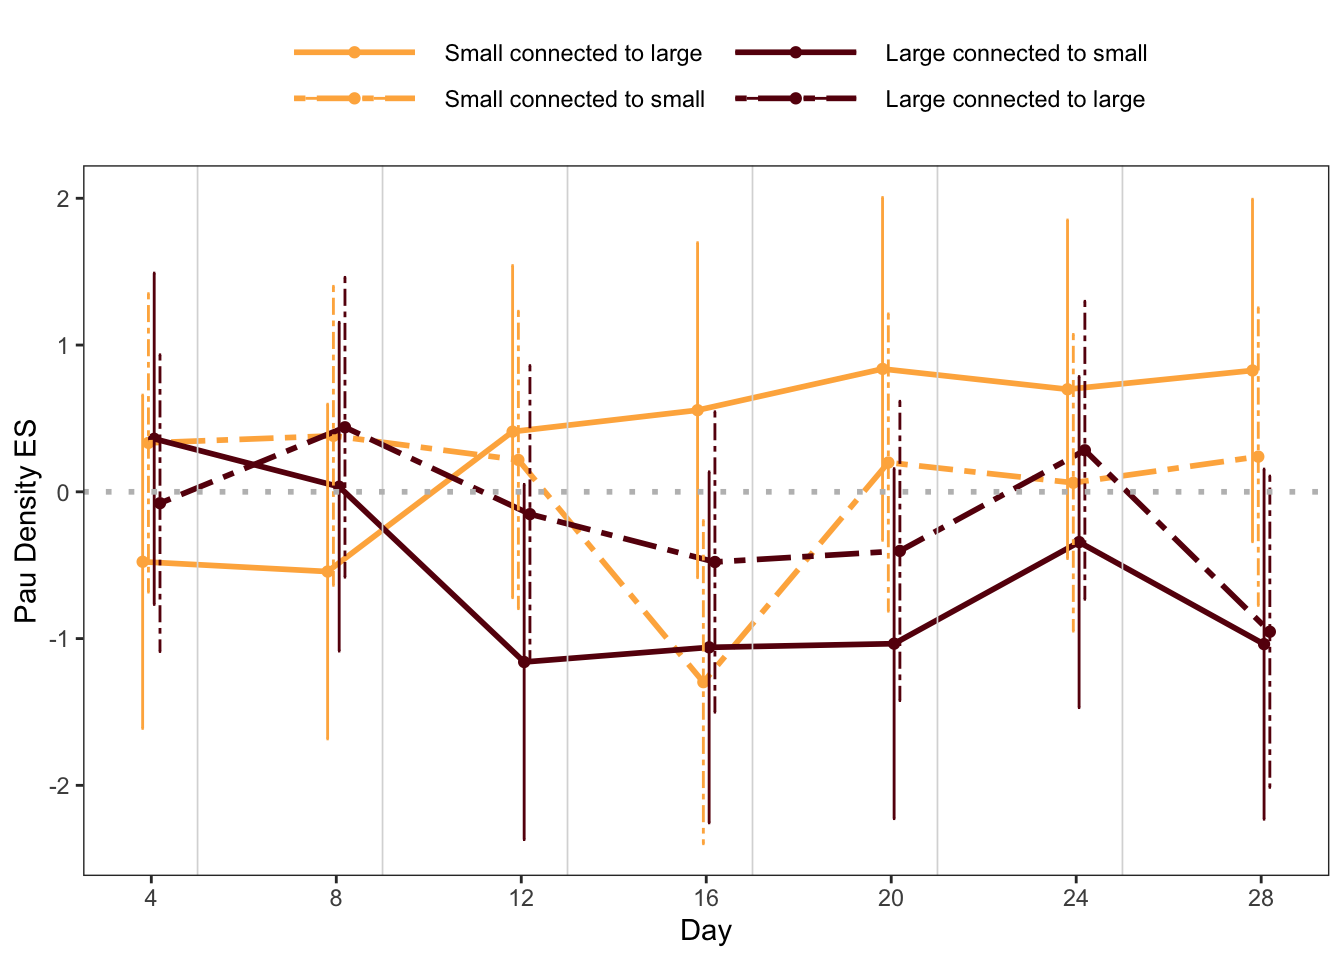 Small connected to large
Large connected to small
Small connected to small
Large connected to large
Pau Density ES
2
1
0
-1
-2
4 8 12 16 20 24 28
Day